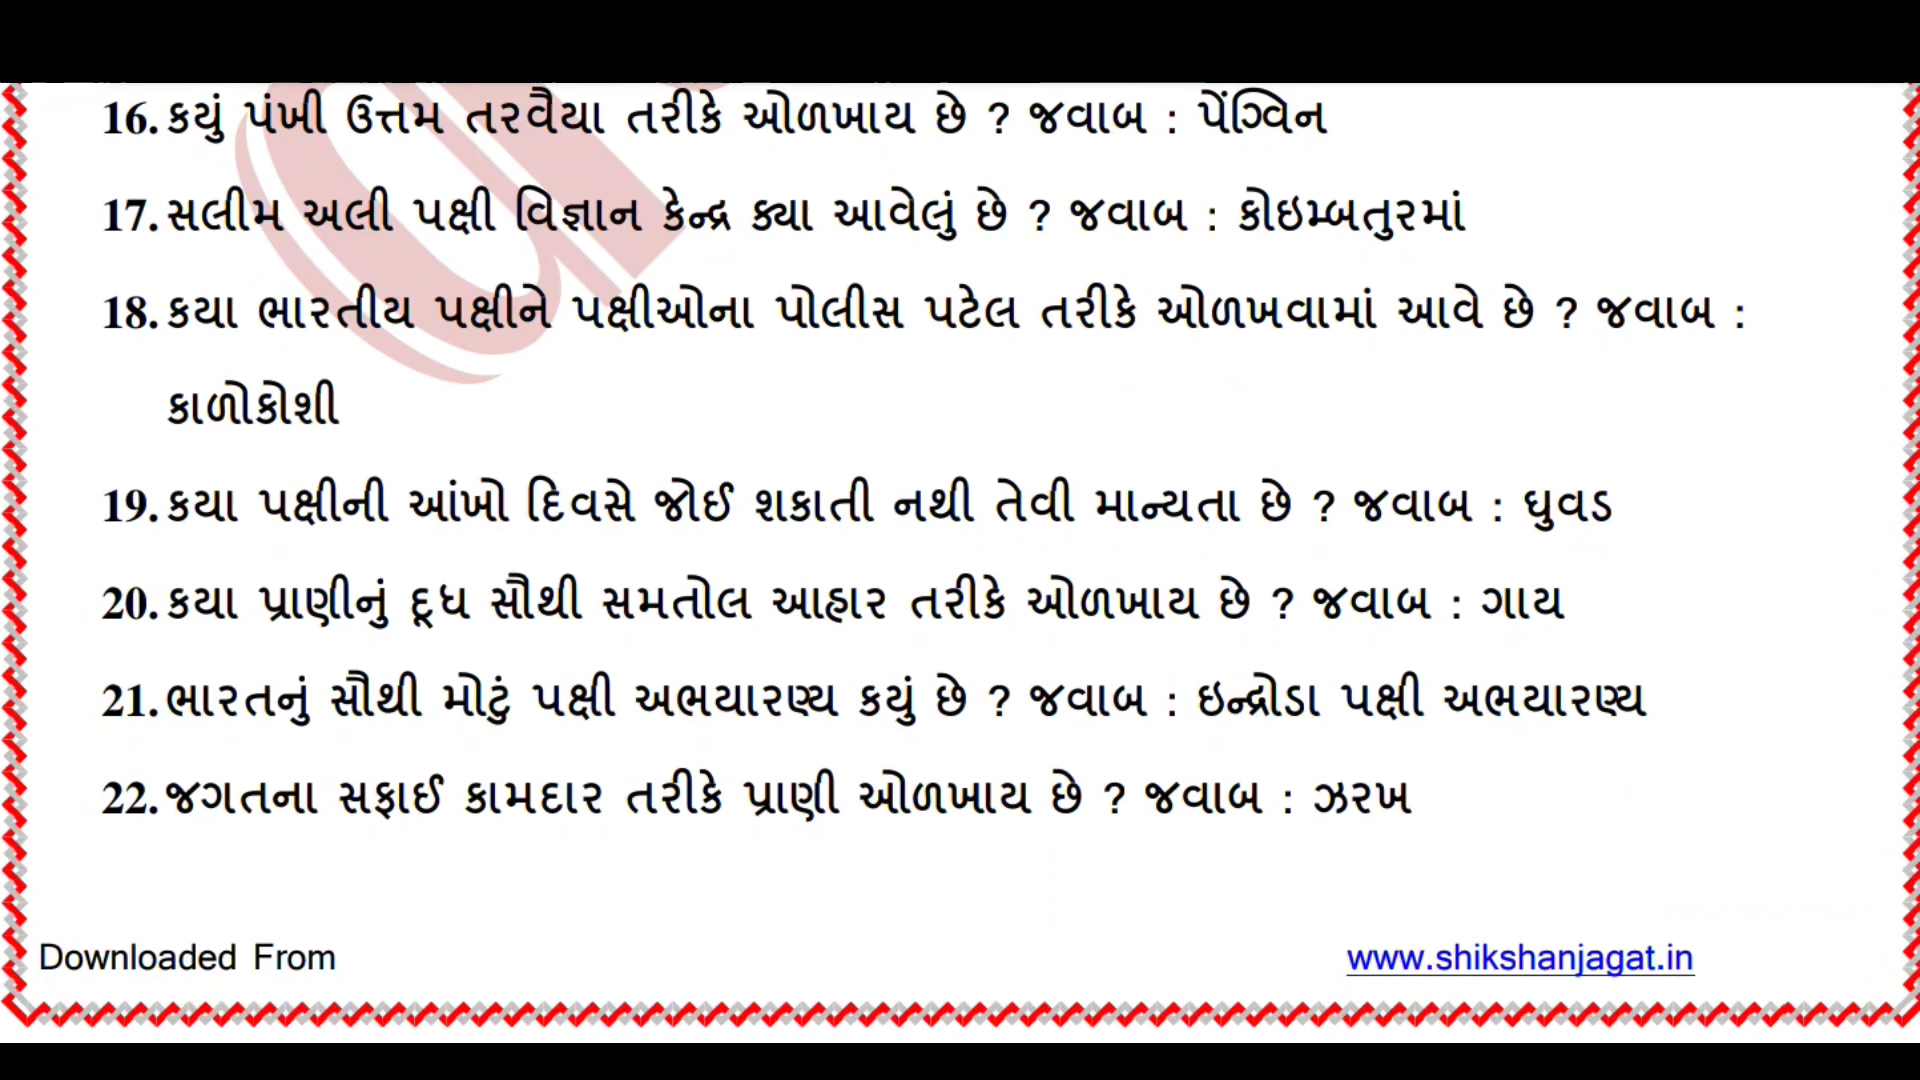 16. કયું પંખી ઉત્તમ તરવૈયા તરીકે ઓળખાય છે ? જવાબ : પેંગ્વિન
17. સલીમ અલી પક્ષી વિજ્ઞાન કેન્દ્ર ક્યા આવેલું છે ? જવાબ : કોઇમ્બતુરમાં
18. કયા ભારતીય પક્ષીને પક્ષીઓના પોલીસ પટેલ તરીકે ઓળખવામાં આવે છે ? જવાબ :
કાળોકોશી
19. કયા પક્ષીની આંખો દિવસે જોઈ શકાતી નથી તેવી માન્યતા છે ? જવાબ : ઘુવડ
20. કયા પ્રાણીનું દૂધ સૌથી સમતોલ આહાર તરીકે ઓળખાય છે ? જવાબ : ગાય
21. ભારતનું સૌથી મોટું પક્ષી અભયારણ્ય કયું છે ? જવાબ : ઇન્દ્રોડા પક્ષી અભયારણ્ય
22. જગતના સફાઈ કામદાર તરીકે પ્રાણી ઓળખાય છે ? જવાબ : ઝરખ
Downloaded From www.shikshanjagat.in